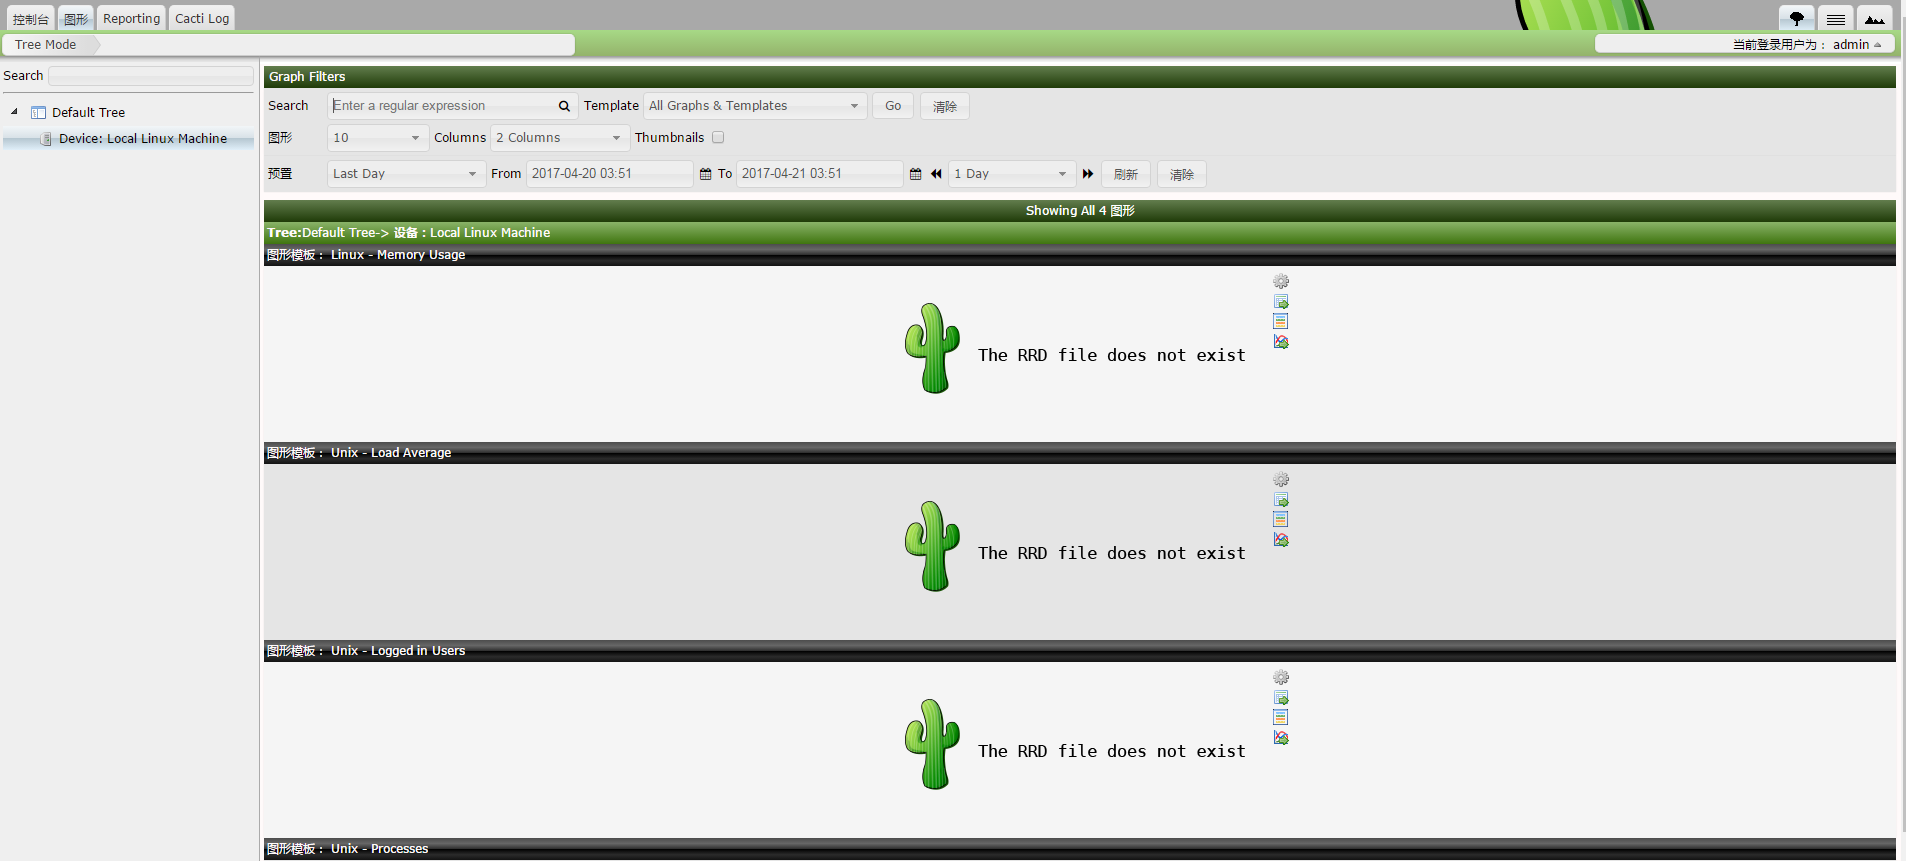 控制台 图形 Reporting Cacti Log
Tree Mode 当前登录用户为： admin
Search
Default Tree
Device: Local Linux Machine
Graph Filters
Search Enter a regular expression Template All Graphs & Templates Go 清除
图形 10 Columns 2 Columns Thumbnails
预置 Last Day From 2017-04-20 03:51 To 2017-04-21 03:51 1 Day 刷新 清除
Showing All 4 图形
Tree:Default Tree-> 设备 : Local Linux Machine
图形模板： Linux - Memory Usage
The RRD file does not exist
图形模板： Unix - Load Average
The RRD file does not exist
图形模板： Unix - Logged in Users
The RRD file does not exist
图形模板： Unix - Processes